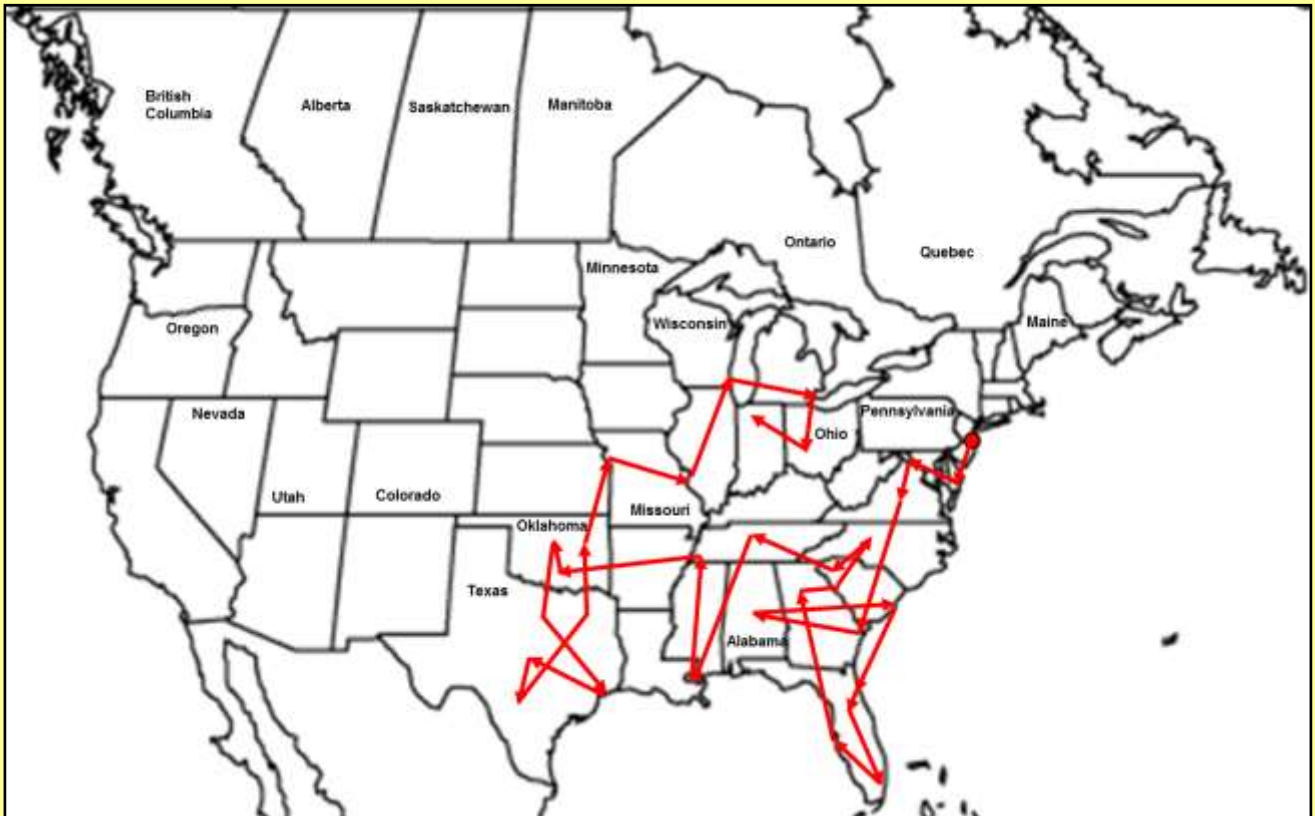 British
Columbia
Alberta
Saskatchewan
Manitoba
Ontario
Quebec
Minnesota
Wisconsin
Maine
Oregon
Nevada
Pennsylvania
Ohio
Utah
Colorado
Missouri
Oklahoma
Texas
Alabama